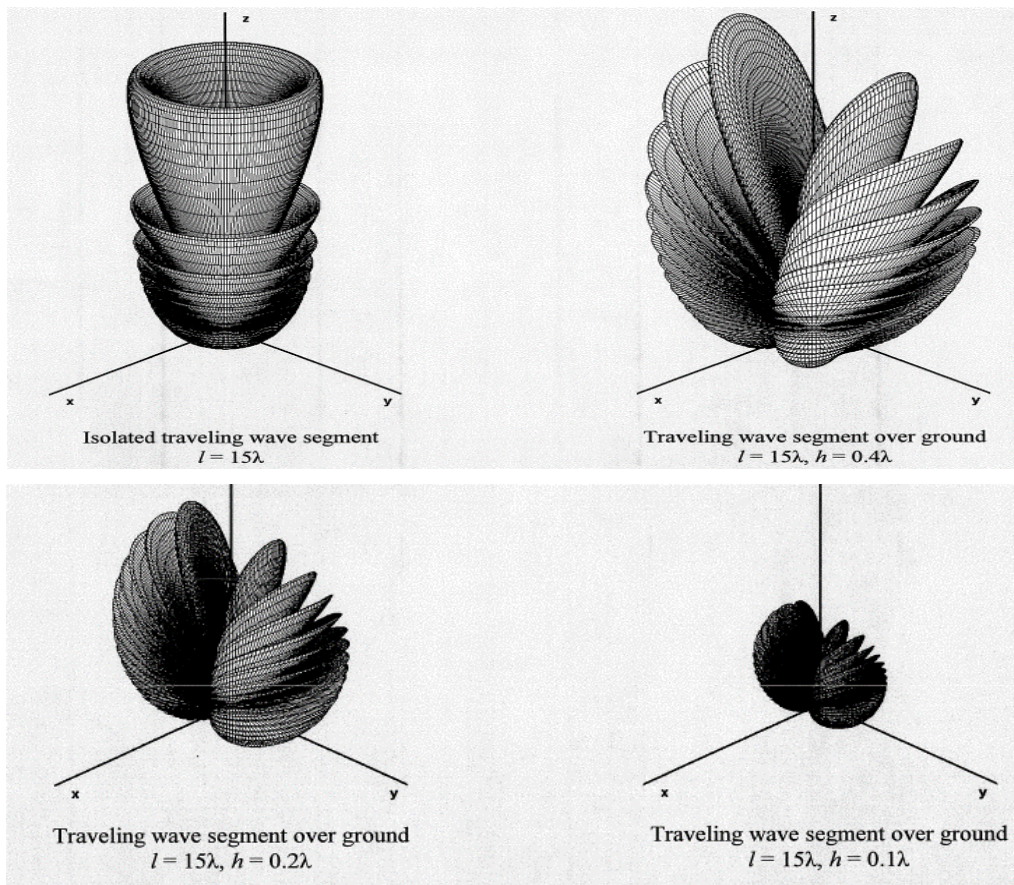 z
x
y
Isolated traveling wave segment
l = 15λ
z
x
y
Traveling wave segment over ground
l = 15λ, h = 0.4λ
x
y
Traveling wave segment over ground
l = 15λ, h = 0.2λ
x
y
Traveling wave segment over ground
l = 15λ, h = 0.1λ